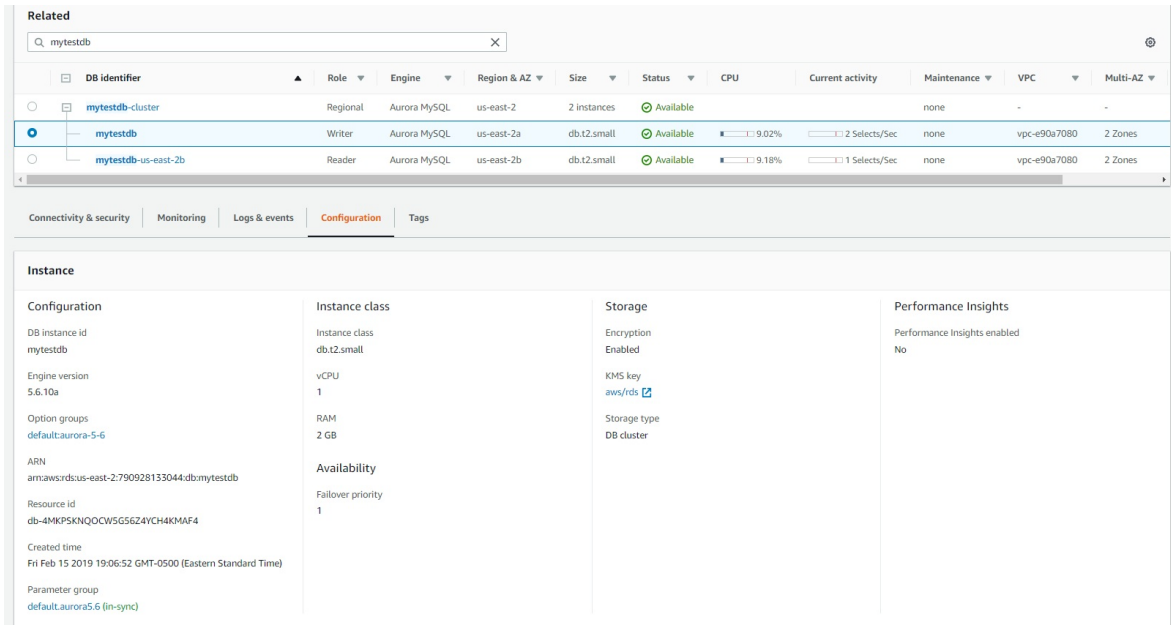 Related
mytestdb
DB identifier Role Engine Region & AZ Size Status CPU Current activity Maintenance VPC Multi-AZ
mytestdb-cluster Regional Aurora MySQL us-east-2 2 instances Available none - -
mytestdb Writer Aurora MySQL us-east-2a db.t2.small Available 9.02% 2 Selects/Sec none vpc-e90a7080 2 Zones
mytestdb-us-east-2b Reader Aurora MySQL us-east-2b db.t2.small Available 9.18% 1 Selects/Sec none vpc-e90a7080 2 Zones
Connectivity & security Monitoring Logs & events Configuration Tags
Instance
Configuration
DB instance id
mytestdb
Engine version
5.6.10a
Option groups
default:aurora-5-6
ARN
arn:aws:rds:us-east-2:790928133044:db:mytestdb
Resource id
db-4MKPSKNQOCW5G56Z4YCH4KMAF4
Created time
Fri Feb 15 2019 19:06:52 GMT-0500 (Eastern Standard Time)
Parameter group
default.aurora5.6 (in-sync)
Instance class
Instance class
db.t2.small
vCPU
1
RAM
2 GB
Availability
Failover priority
1
Storage
Encryption
Enabled
KMS key
aws/rds
Storage type
DB cluster
Performance Insights
Performance Insights enabled
No